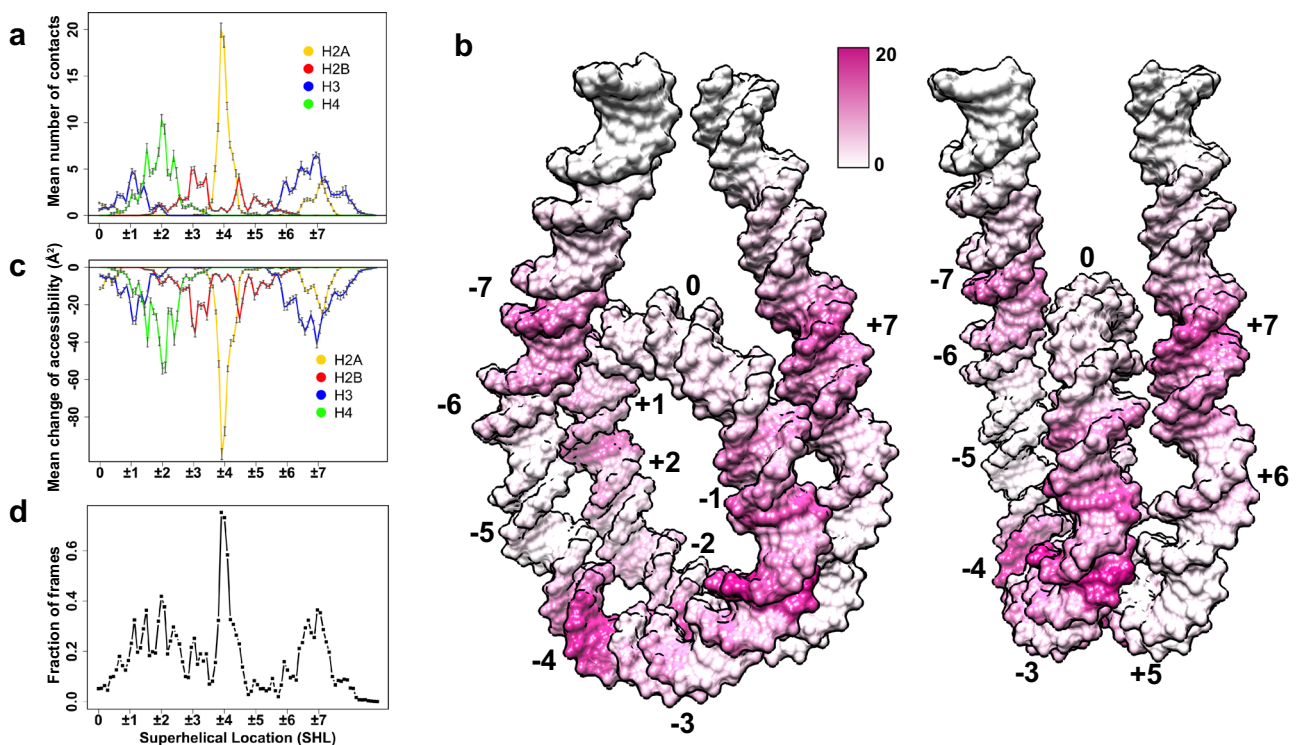 a
Mean number of contacts
20
15
10
5
0
H2A
H2B
H3
H4
0 ±1 ±2 ±3 ±4 ±5 ±6 ±7
c
Mean change of accessibility (Å²)
0
-20
-40
-60
-80
H2A
H2B
H3
H4
0 ±1 ±2 ±3 ±4 ±5 ±6 ±7
d
Fraction of frames
0.6
0.4
0.2
0.0
0 ±1 ±2 ±3 ±4 ±5 ±6 ±7
Superhelical Location (SHL)
b
20
0
-7
0
+7
-6
+1
+2
-1
-5
-2
-4
-3
0
-7
+7
-6
-5
+6
-4
-3
+5